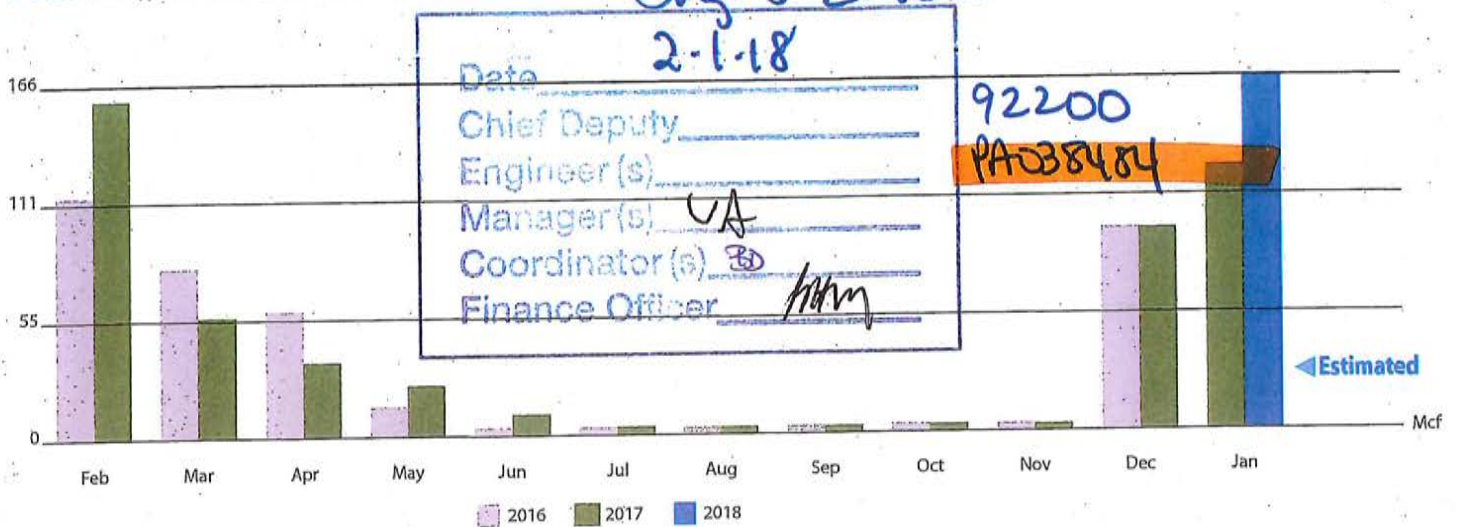 2-1-18
Date
Chief Deputy
Engineer(s)
Manager(s) VA
Coordinator(s) BD
Finance Officer
92200
PA038484
166
111
55
0
Estimated
Mcf
Feb Mar Apr May Jun Jul Aug Sep Oct Nov Dec Jan
2016 2017 2018